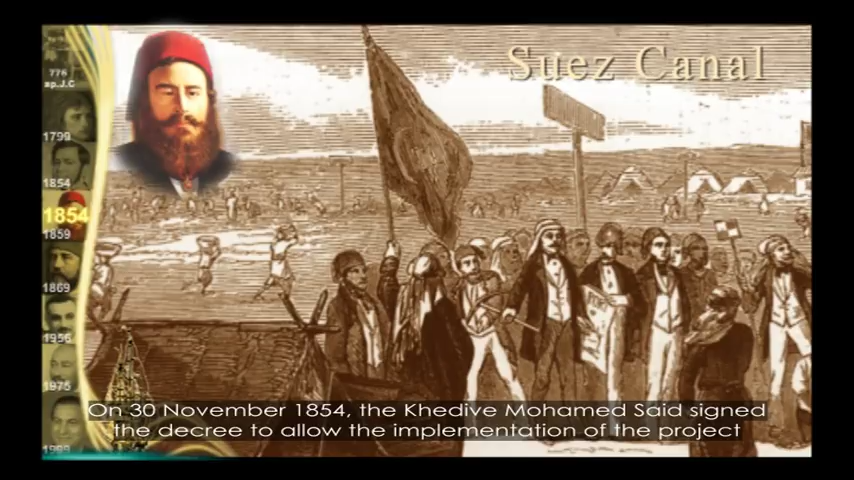 Suez Canal
776
ap.J.C
1799
1854
1854
1859
1869
1956
1975
1999
On 30 November 1854, the Khedive Mohamed Said signed
the decree to allow the implementation of the project